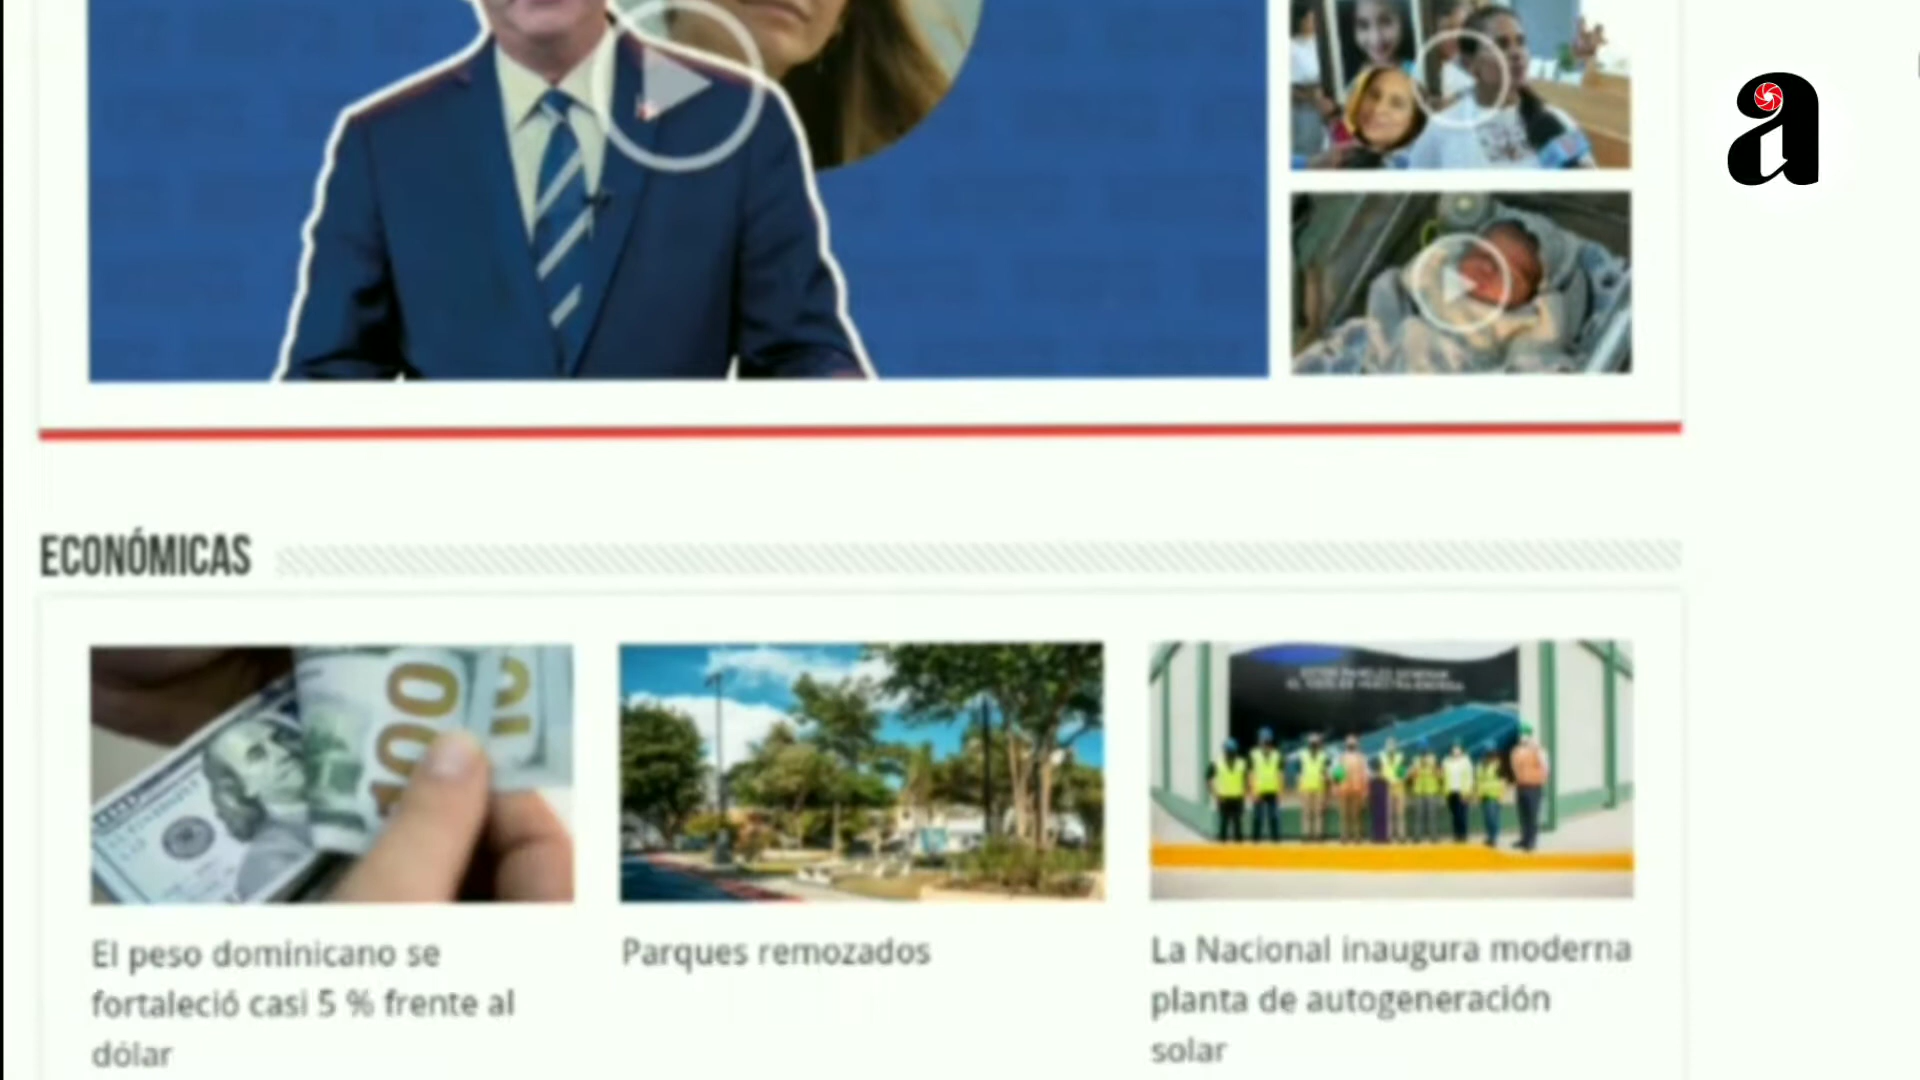 a
ECONÓMICAS
100
El peso dominicano se
fortaleció casi 5 % frente al
dólar
Parques remozados
La Nacional inaugura moderna
planta de autogeneración
solar